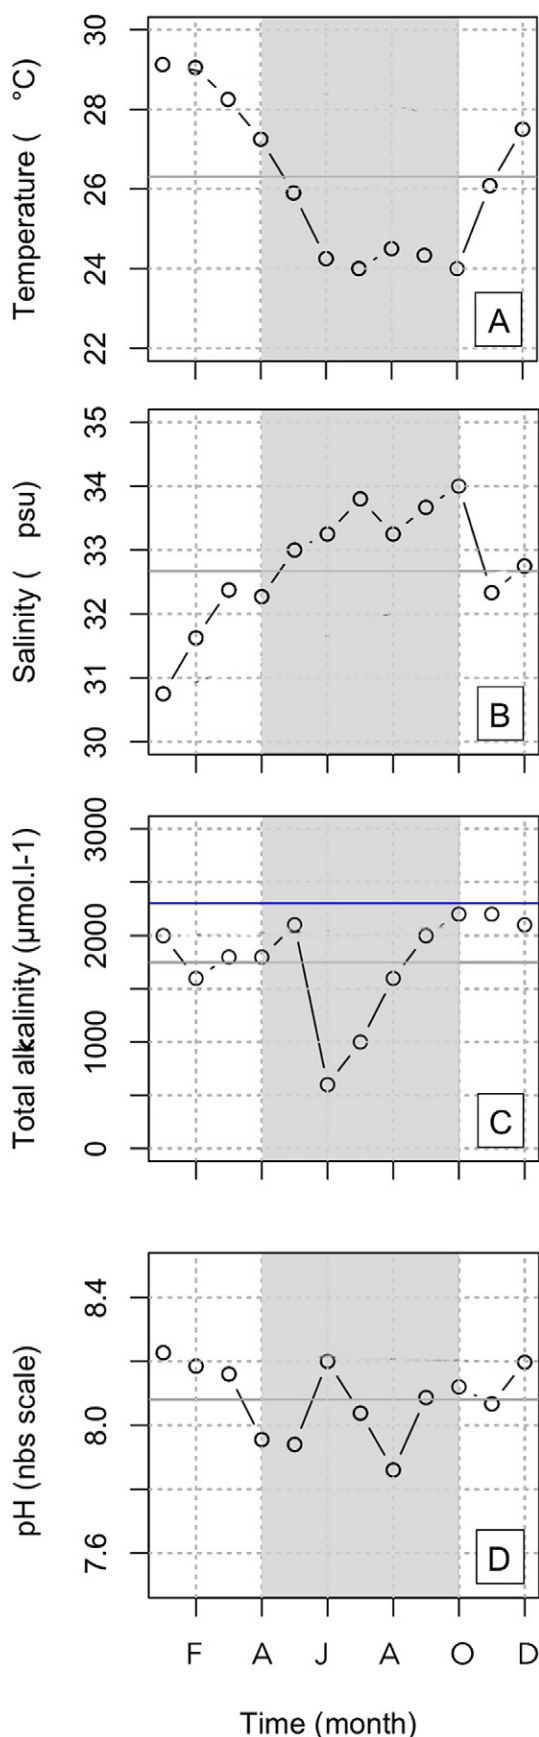 Temperature ( °C)
30
28
26
24
22
A
Salinity ( psu)
35
34
33
32
31
30
B
Total alkalinity (µmol.l-1)
3000
2000
1000
0
C
pH (nbs scale)
8.4
8.0
7.6
D
F A J A O D
Time (month)